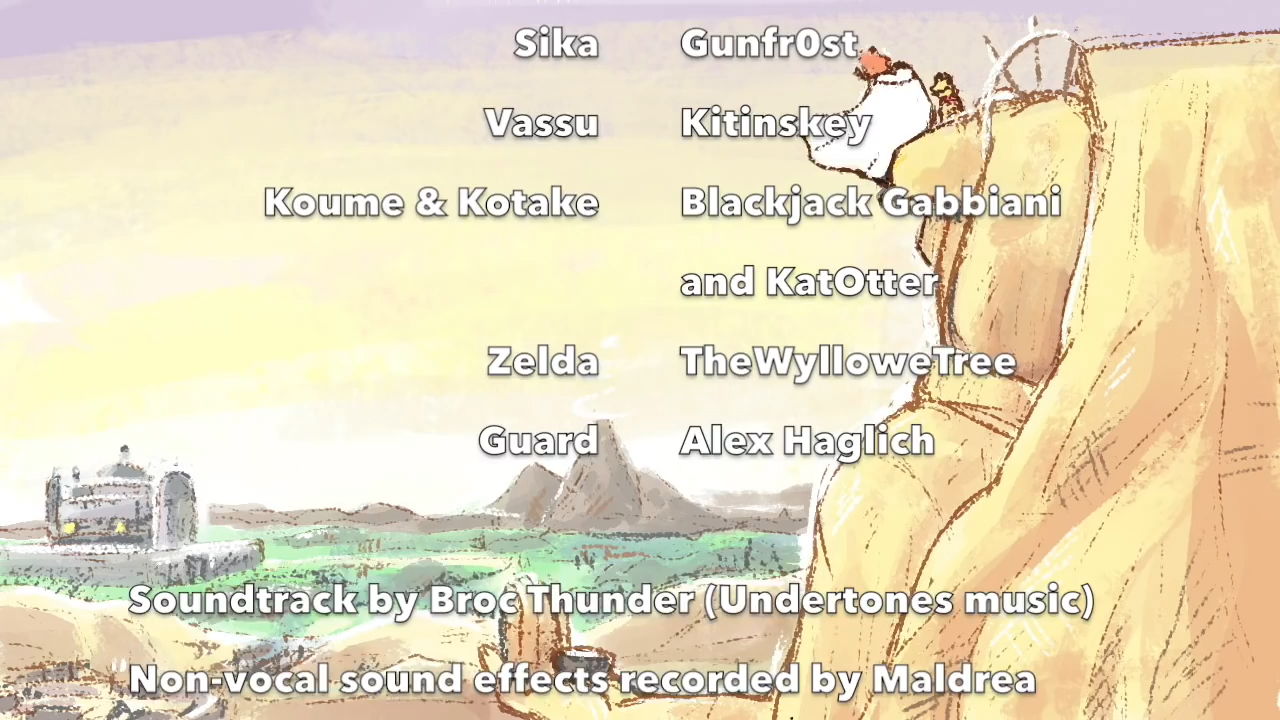 Sika Gunfr0st
Vassu Kitinskey
Koume & Kotake Blackjack Gabbiani
and KatOtter
Zelda TheWylloweTree
Guard Alex Haglich
Soundtrack by Broc Thunder (Undertones music)
Non-vocal sound effects recorded by Maldrea